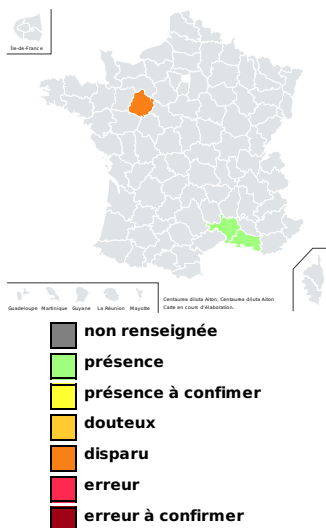 Île-de-France
Guadeloupe Martinique Guyane La Réunion Mayotte
Centaurea diluta Aiton, Centaurea diluta Aiton
Carte en cours d'élaboration.
non renseignée
présence
présence à confimer
douteux
disparu
erreur
erreur à confirmer